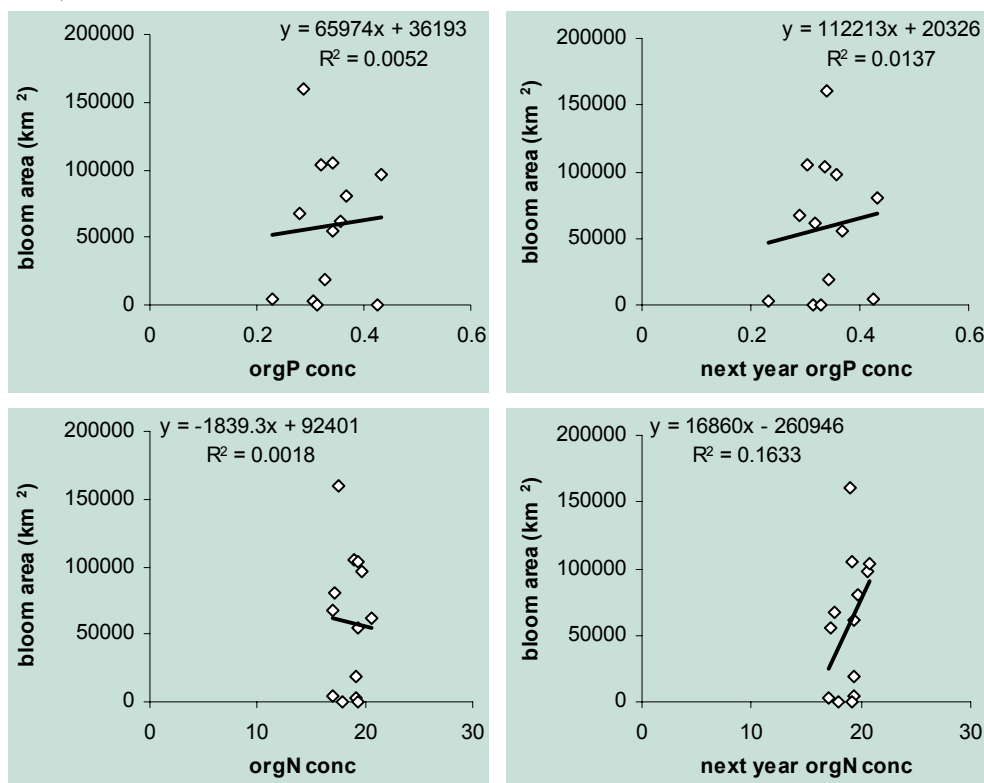 y = 65974x + 36193
R² = 0.0052
200000
150000
100000
50000
0
bloom area (km ²)
0
0.2
0.4
0.6
orgP conc
y = 112213x + 20326
R² = 0.0137
200000
150000
100000
50000
0
bloom area (km ²)
0
0.2
0.4
0.6
next year orgP conc
y = -1839.3x + 92401
R² = 0.0018
200000
150000
100000
50000
0
bloom area (km ²)
0
10
20
30
orgN conc
y = 16860x - 260946
R² = 0.1633
200000
150000
100000
50000
0
bloom area (km ²)
0
10
20
30
next year orgN conc